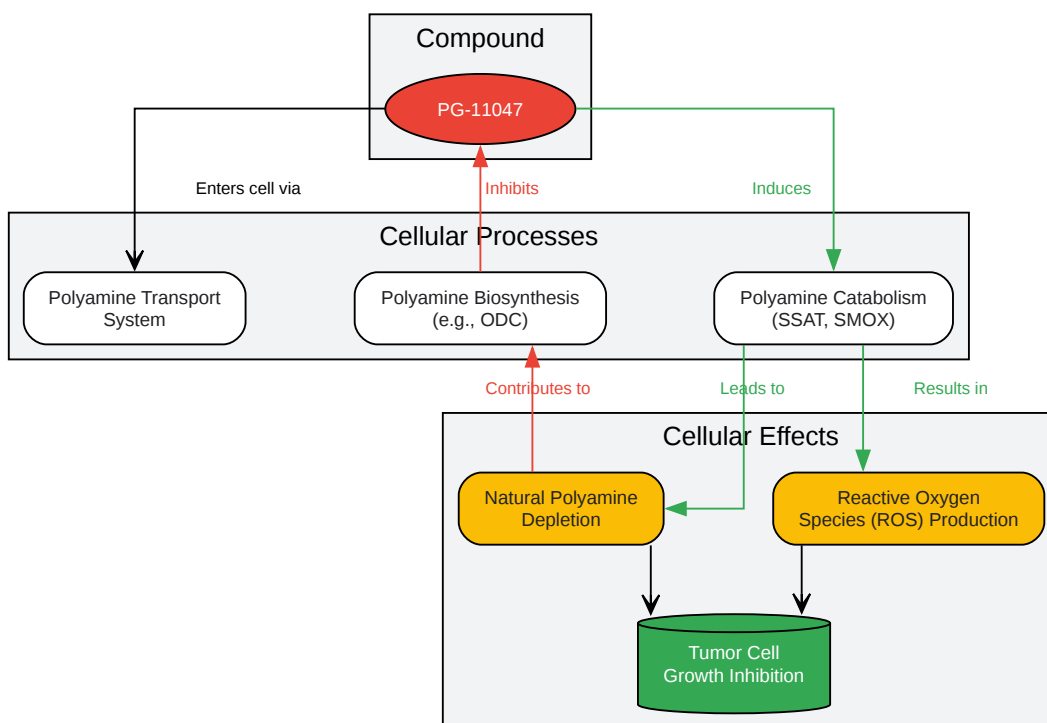 Compound
PG-11047
Enters cell via
Inhibits
Induces
Cellular Processes
Polyamine Transport
System
Polyamine Biosynthesis
(e.g., ODC)
Polyamine Catabolism
(SSAT, SMOX)
Contributes to
Leads to
Results in
Cellular Effects
Natural Polyamine
Depletion
Reactive Oxygen
Species (ROS) Production
Tumor Cell
Growth Inhibition